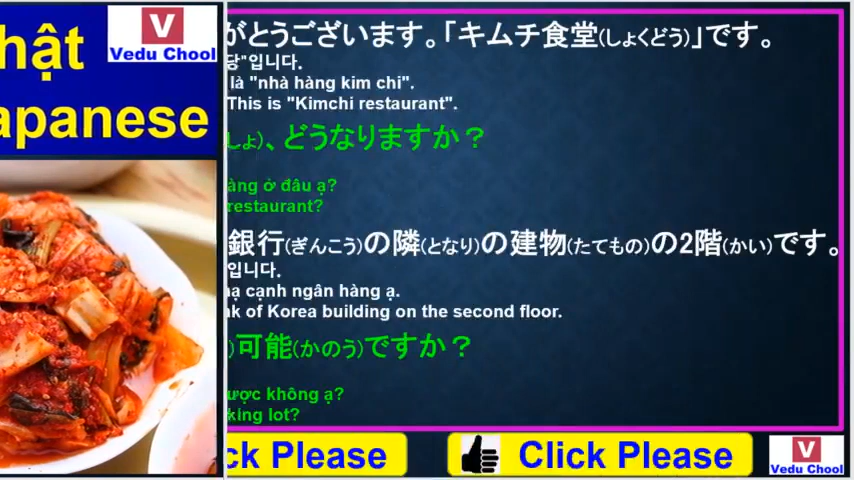 hật
apanese
V
Vedu Chool
がとうございます。「キムチ食堂(しょくどう)」です。
당"입니다.
là "nhà hàng kim chi".
This is "Kimchi restaurant".
しょ)、どうなりますか？
àng ở đâu ạ?
restaurant?
銀行(ぎんこう)の隣(となり)の建物(たてもの)の2階(かい)です。
입니다.
hạ cạnh ngân hàng ạ.
nk of Korea building on the second floor.
)可能(かのう)ですか？
ược không ạ?
king lot?
ck Please
Click Please
V
Vedu Chool